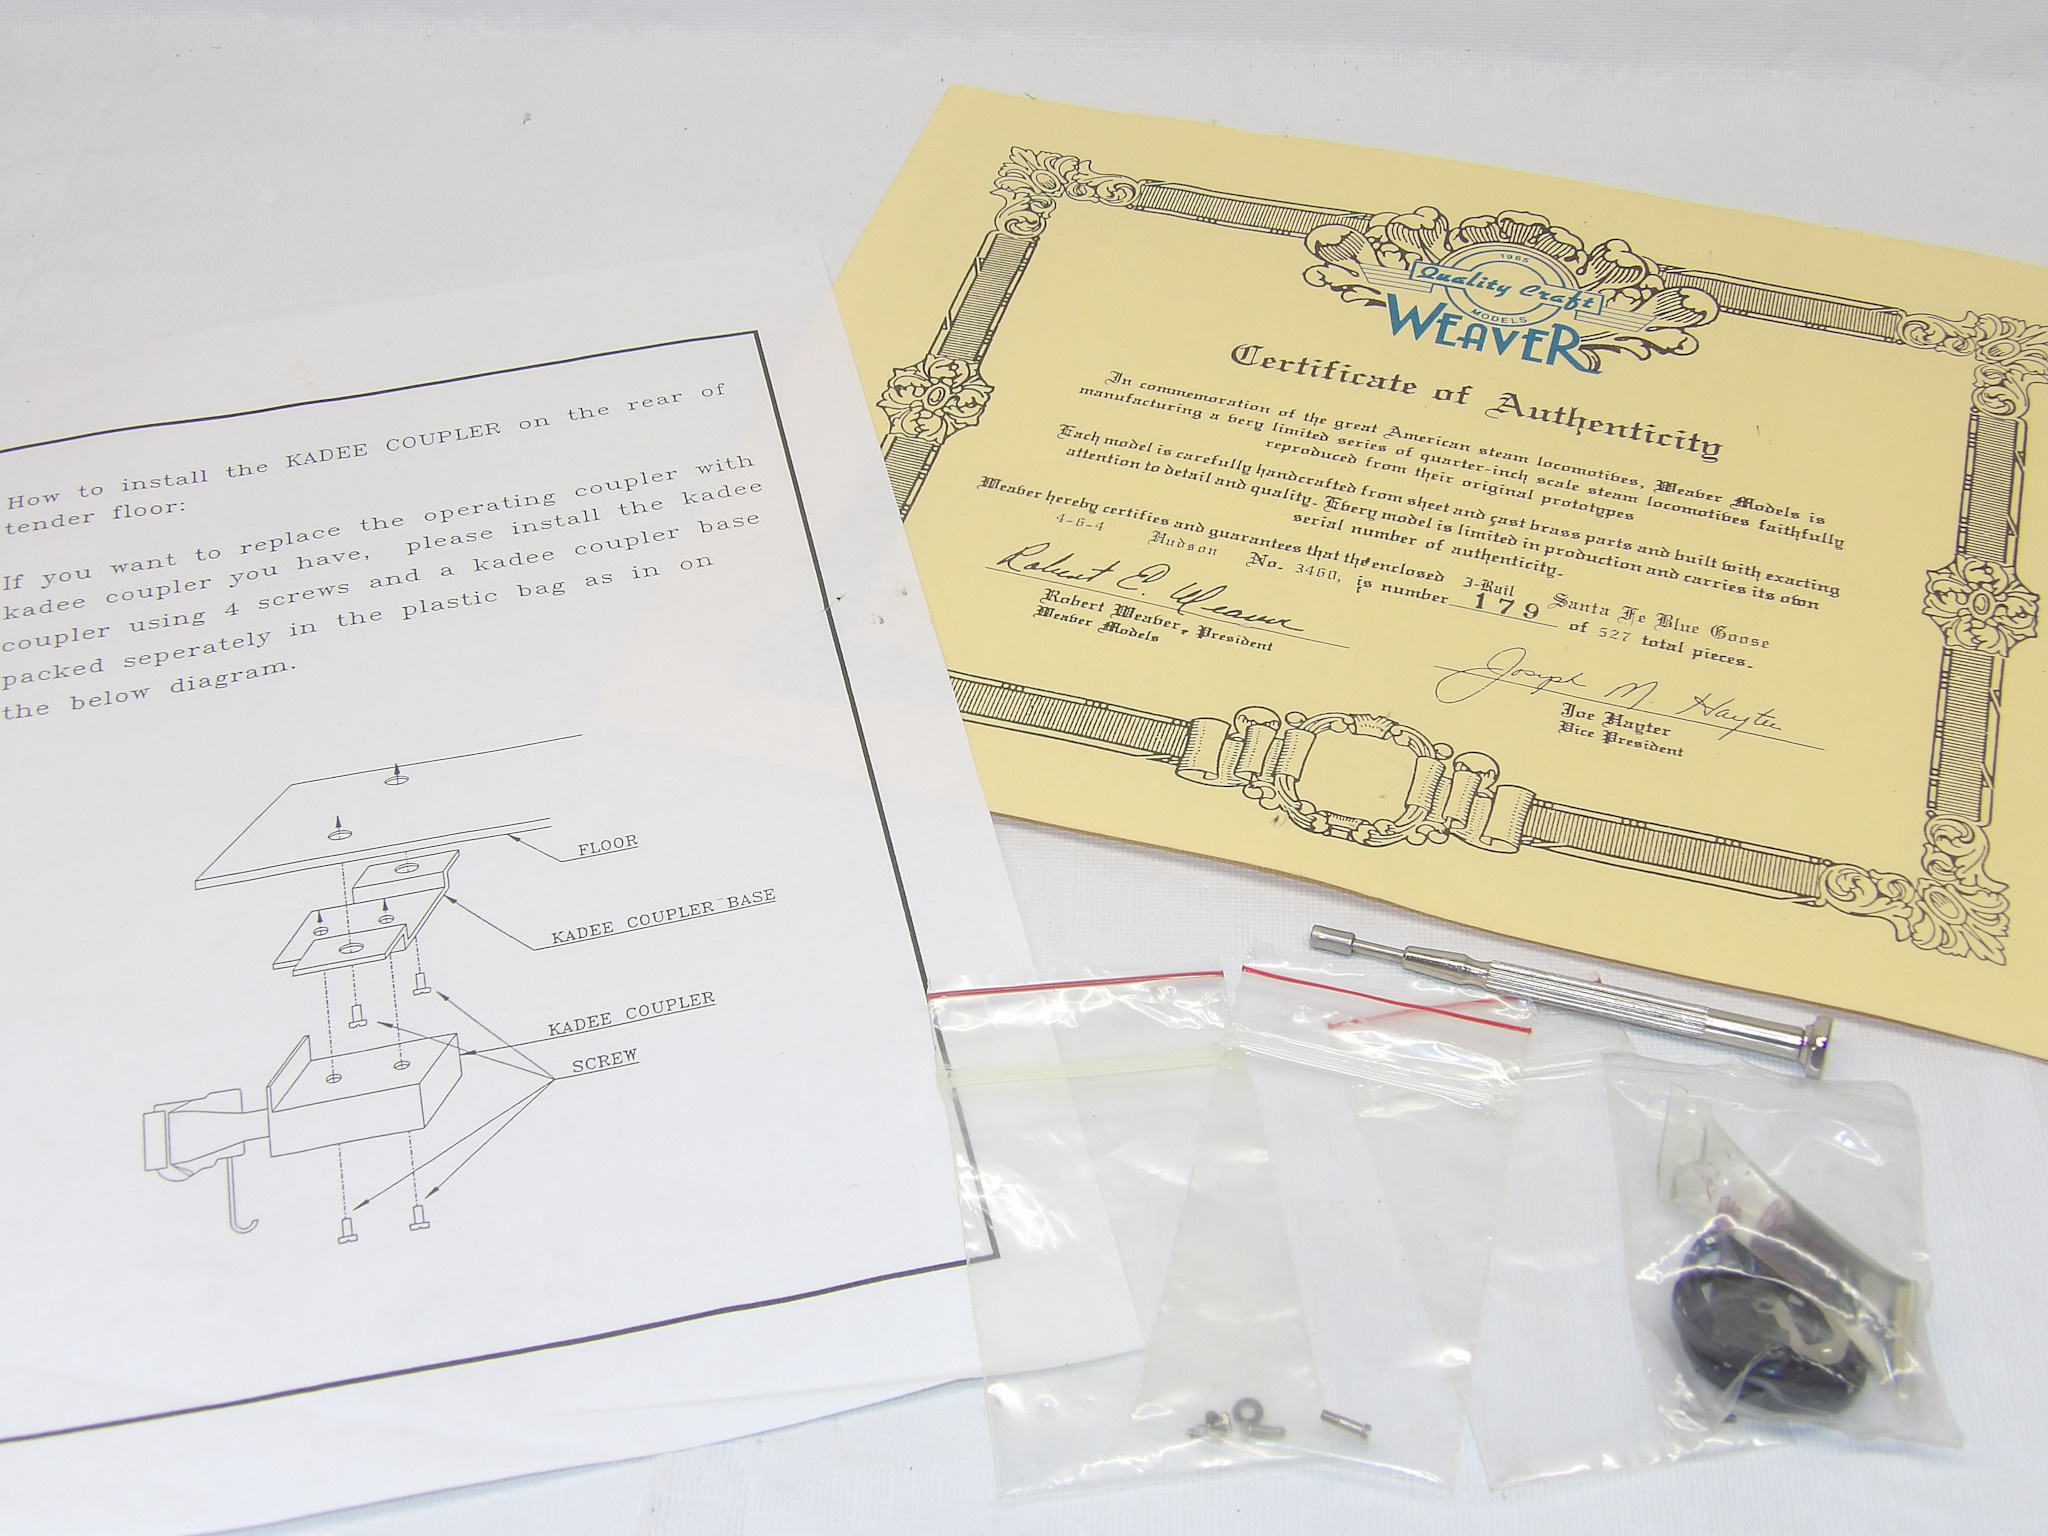 How to install the KADEE COUPLER on the rear of
tender floor:
If you want to replace the operating coupler with
kadee coupler you have, please install the kadee
coupler using 4 screws and a kadee coupler base
packed seperately in the plastic bag as in on
the below diagram.
FLOOR
KADEE COUPLER BASE
KADEE COUPLER
SCREW
1965
Quality Craft
MODELS
WEAVER
Certificate of Authenticity
In commemoration of the great American steam locomotives, Weaver Models is
manufacturing a very limited series of quarter-inch scale steam locomotives faithfully
reproduced from their original prototypes
Each model is carefully handcrafted from sheet and cast brass parts and built with exacting
attention to detail and quality. Every model is limited in production and carries its own
serial number of authenticity.
Weaver hereby certifies and guarantees that the enclosed 3-Rail Santa Fe Blue Goose
4-6-4 Hudson No. 3460, is number 179 of 527 total pieces.
Robert E. Weaver
Robert Weaver, President
Weaver Models
Joseph M. Hayter
Joe Hayter
Vice President